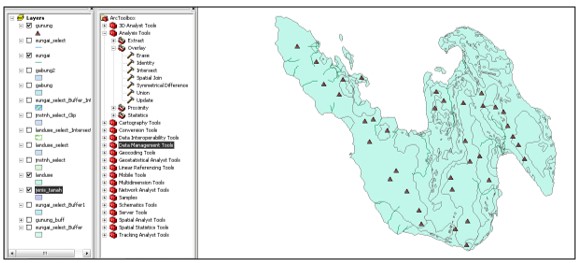 Layers
gunung
sungai_select
sungai
gabung2
gabung
sungai_select_Buffer_Int
jnstnh_select_Clip
landuse_select_Intersect
landuse_select
jnstnh_select
landuse
jenis_tanah
sungai_select_Buffer1
gunung_buff
sungai_select_Buffer
ArcToolbox
3D Analyst Tools
Analysis Tools
Extract
Overlay
Erase
Identity
Intersect
Spatial Join
Symmetrical Difference
Union
Update
Proximity
Statistics
Cartography Tools
Conversion Tools
Data Interoperability Tools
Data Management Tools
Geocoding Tools
Geostatistical Analyst Tools
Linear Referencing Tools
Mobile Tools
Multidimension Tools
Network Analyst Tools
Samples
Schematics Tools
Server Tools
Spatial Analyst Tools
Spatial Statistics Tools
Tracking Analyst Tools